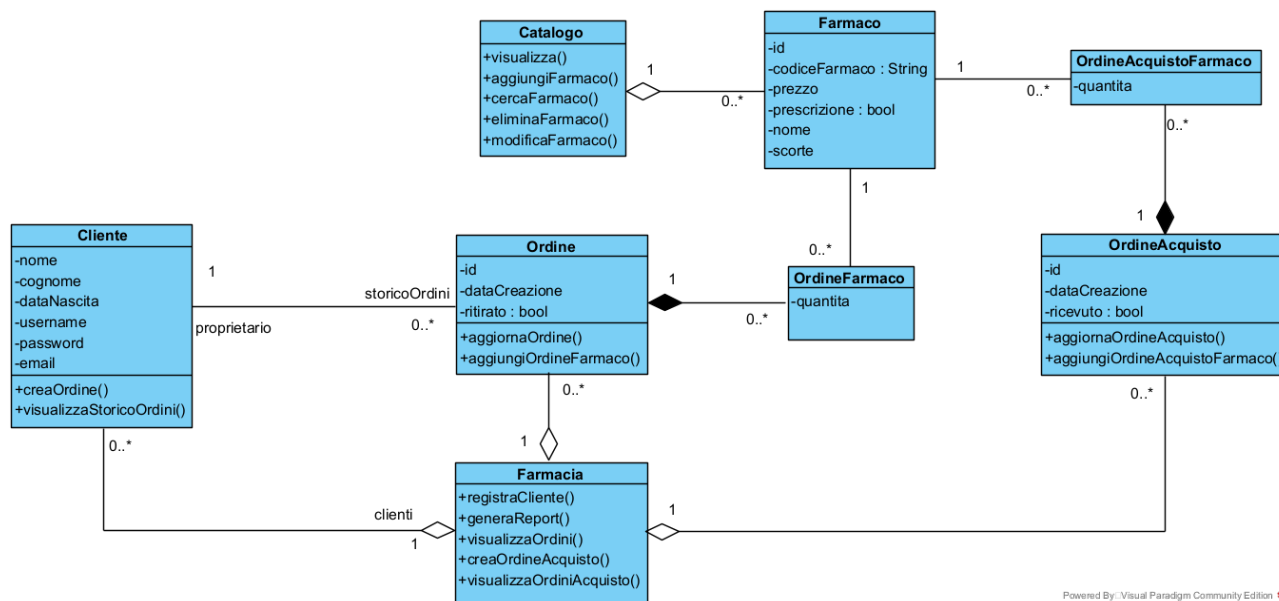 Catalogo
+visualizza()
+aggiungiFarmaco()
+cercaFarmaco()
+eliminaFarmaco()
+modificaFarmaco()
1
0..*
Farmaco
-id
-codiceFarmaco : String
-prezzo
-prescrizione : bool
-nome
-scorte
1
0..*
OrdineAcquistoFarmaco
-quantita
0..*
1
1
0..*
Cliente
-nome
-cognome
-dataNascita
-username
-password
-email
+creaOrdine()
+visualizzaStoricoOrdini()
1
proprietario
storicoOrdini
0..*
Ordine
-id
-dataCreazione
-ritirato : bool
+aggiornaOrdine()
+aggiungiOrdineFarmaco()
1
0..*
OrdineFarmaco
-quantita
OrdineAcquisto
-id
-dataCreazione
-ricevuto : bool
+aggiornaOrdineAcquisto()
+aggiungiOrdineAcquistoFarmaco(
0..*
0..*
1
0..*
clienti
1
Farmacia
+registraCliente()
+generaReport()
+visualizzaOrdini()
+creaOrdineAcquisto()
+visualizzaOrdiniAcquisto()
1
Powered By Visual Paradigm Community Edition